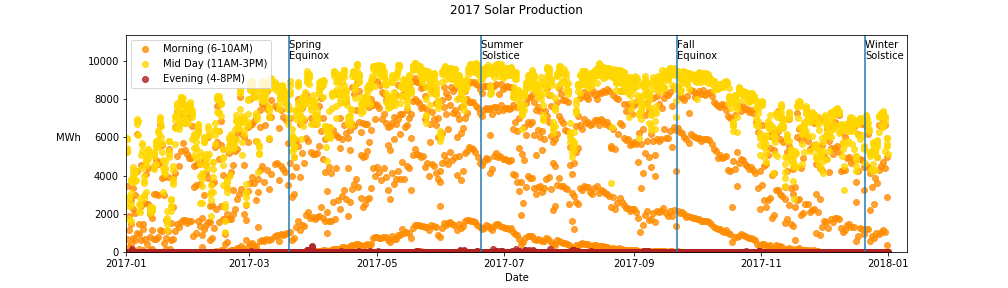 2017 Solar Production
Morning (6-10AM)
Mid Day (11AM-3PM)
Evening (4-8PM)
Spring
Equinox
Summer
Solstice
Fall
Equinox
Winter
Solstice
10000
8000
6000
4000
2000
0
MWh
2017-01
2017-03
2017-05
2017-07
2017-09
2017-11
2018-01
Date